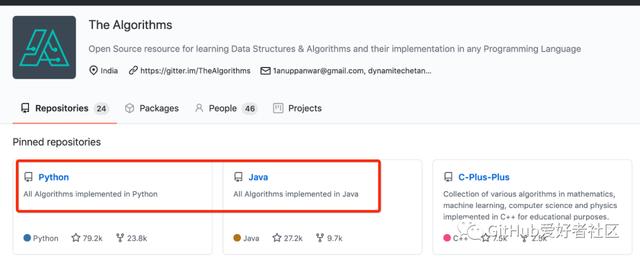 The Algorithms
Open Source resource for learning Data Structures & Algorithms and their implementation in any Programming Language
India https://gitter.im/TheAlgorithms 1anuppanwar@gmail.com, dynamitechetan...
Repositories 24 Packages People 46 Projects
Pinned repositories
Python
All Algorithms implemented in Python
Python 79.2k 23.8k
Java
All Algorithms implemented in Java
Java 27.2k 9.7k
C-Plus-Plus
Collection of various algorithms in mathematics,
machine learning, computer science and physics
implemented in C++ for educational purposes.
C++ 7.5k
GitHub爱好者社区